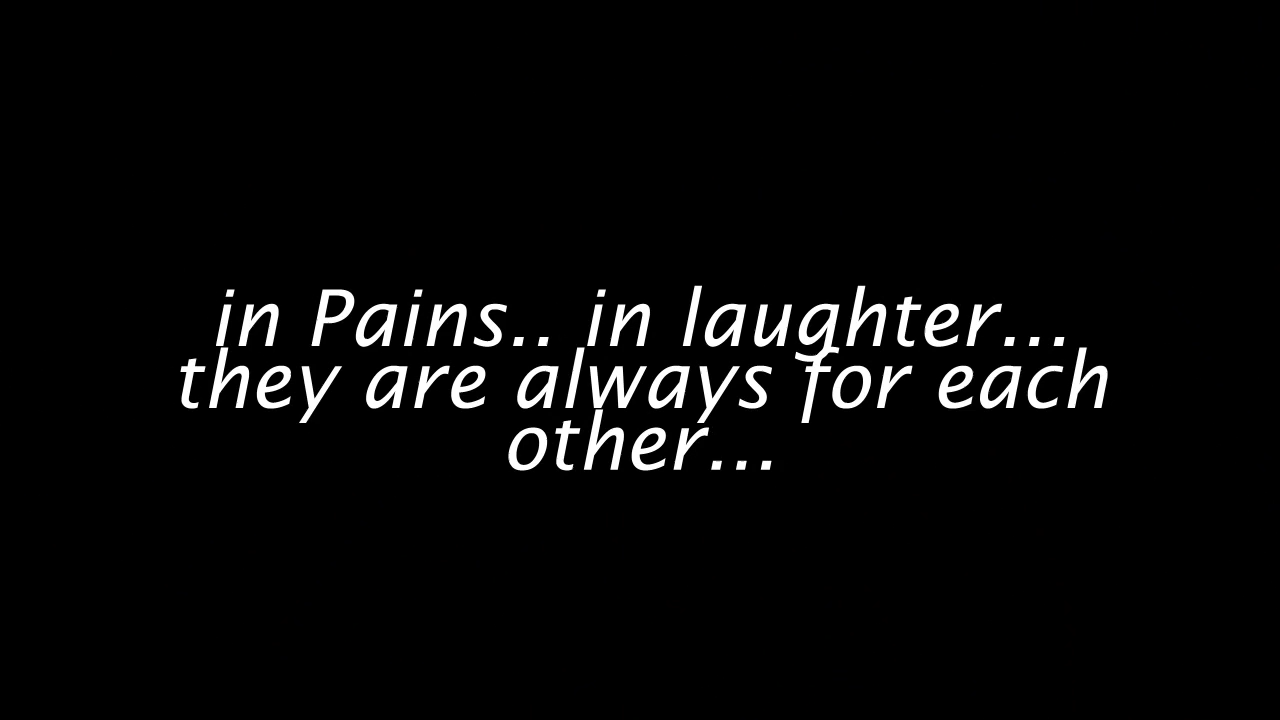 in Pains.. in laughter...
they are always for each
other...